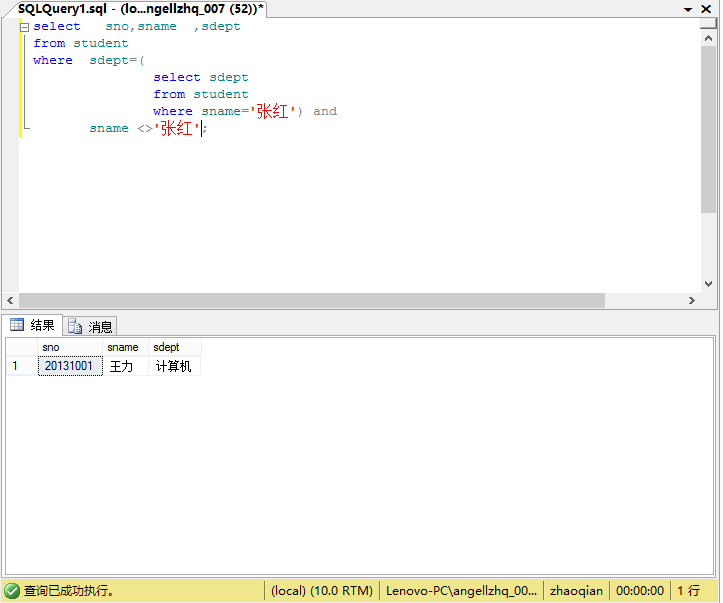 SQLQuery1.sql - (lo...ngellzhq_007 (52))*
select   sno,sname  ,sdept
from student
where  sdept=(
select sdept
from student
where sname='张红') and
sname <>'张红';
结果 消息
sno sname sdept
1 20131001 王力 计算机
查询已成功执行。 (local) (10.0 RTM) Lenovo-PC\angellzhq_00... zhaoqian 00:00:00 1 行